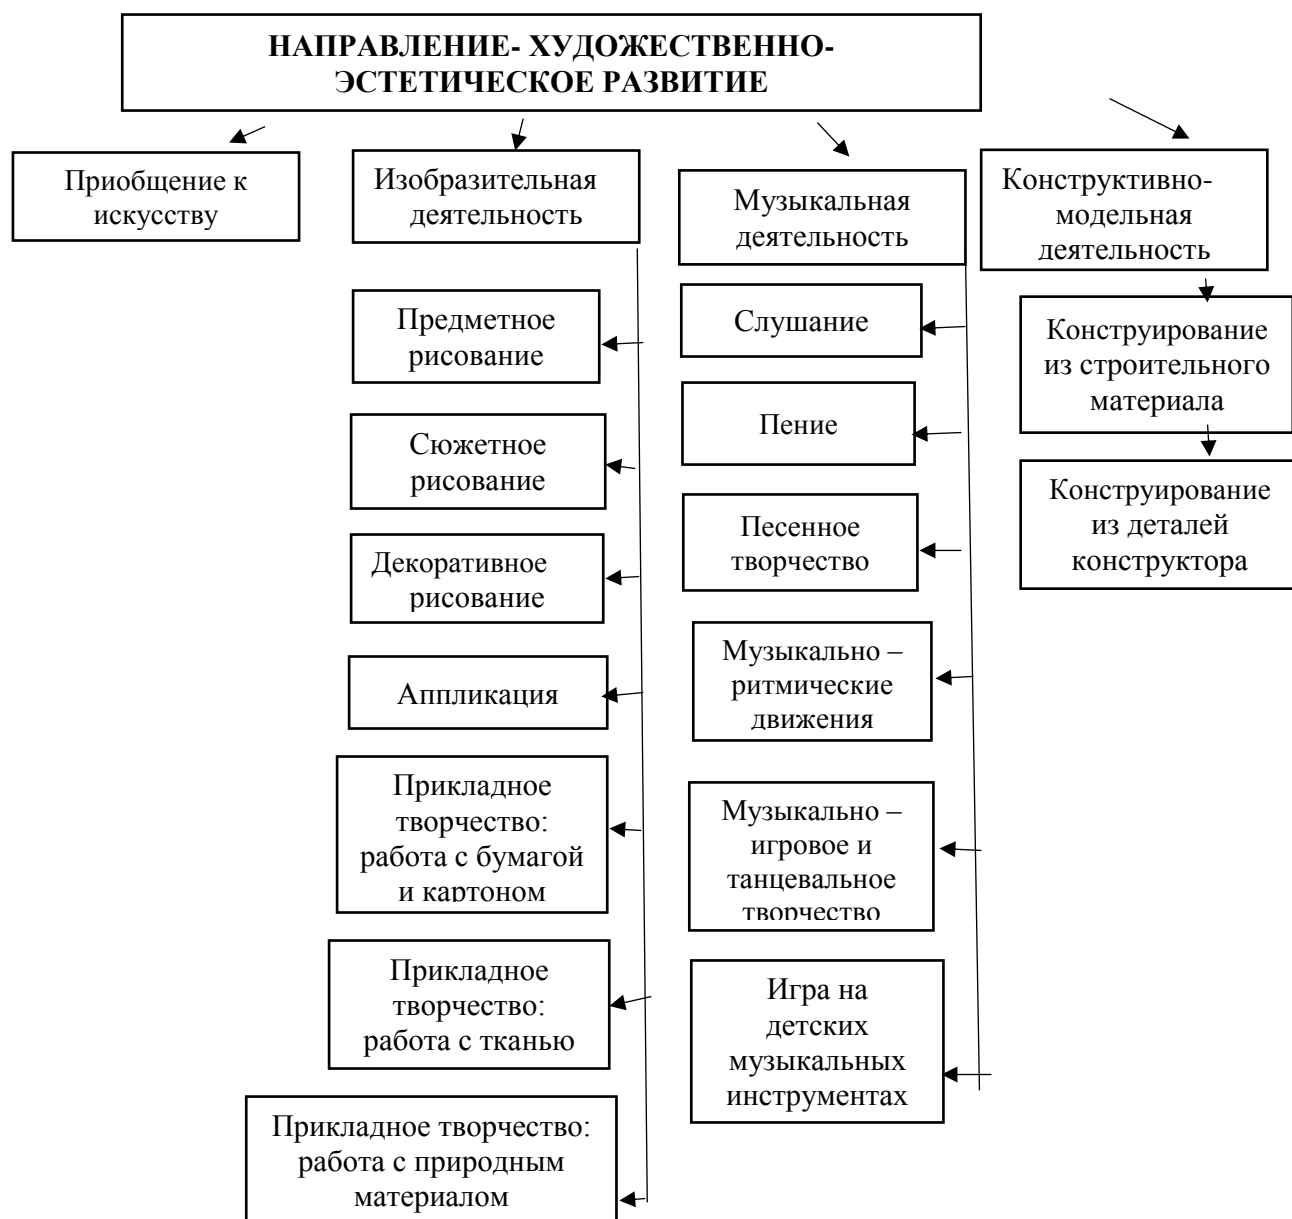 НАПРАВЛЕНИЕ- ХУДОЖЕСТВЕННО-
ЭСТЕТИЧЕСКОЕ РАЗВИТИЕ
Приобщение к
искусству
Изобразительная
деятельность
Предметное
рисование
Сюжетное
рисование
Декоративное
рисование
Аппликация
Прикладное
творчество:
работа с бумагой
и картоном
Прикладное
творчество:
работа с тканью
Прикладное творчество:
работа с природным
материалом
Музыкальная
деятельность
Слушание
Пение
Песенное
творчество
Музыкально –
ритмические
движения
Музыкально –
игровое и
танцевальное
творчество
Игра на
детских
музыкальных
инструментах
Конструктивно-
модельная
деятельность
Конструирование
из строительного
материала
Конструирование
из деталей
конструктора